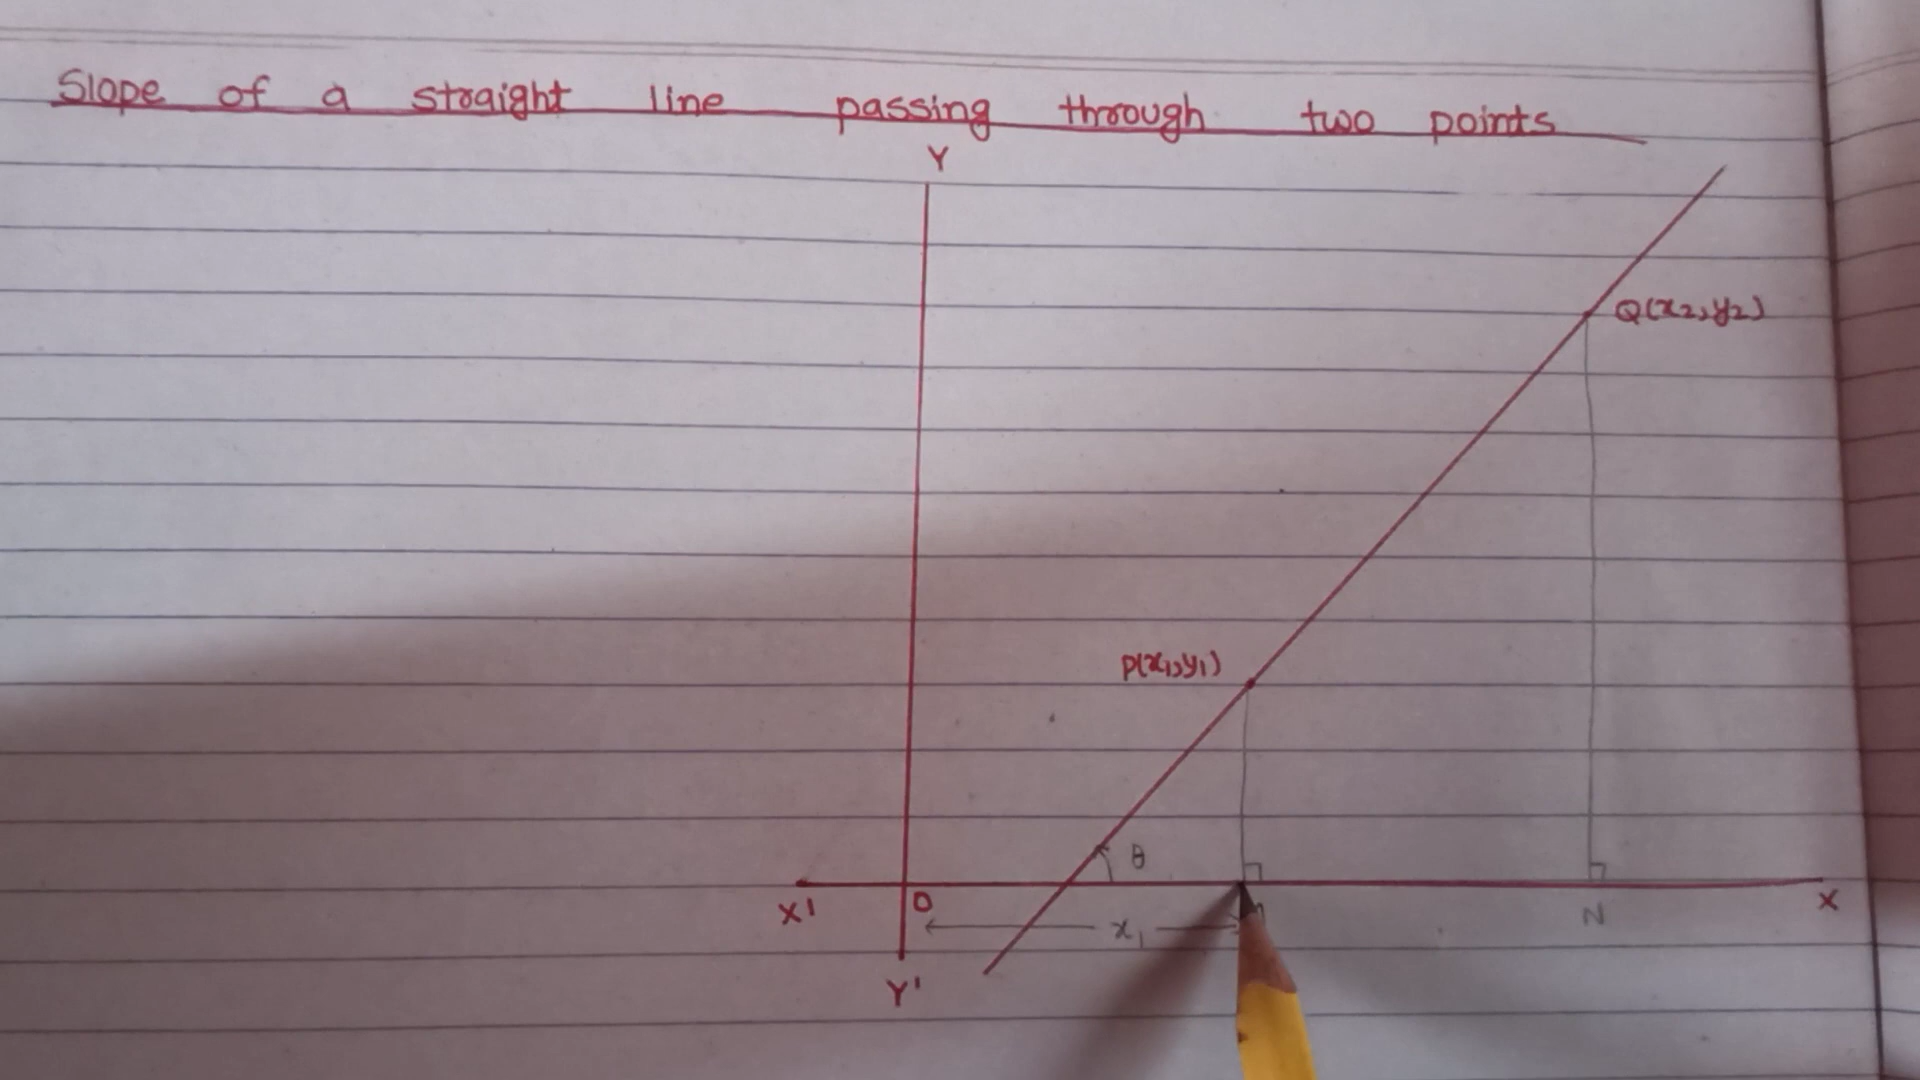 Slope of a straight line passing through two points
Y
Q(x2,y2)
P(x1,y1)
θ
X' O X
x1 N
Y'